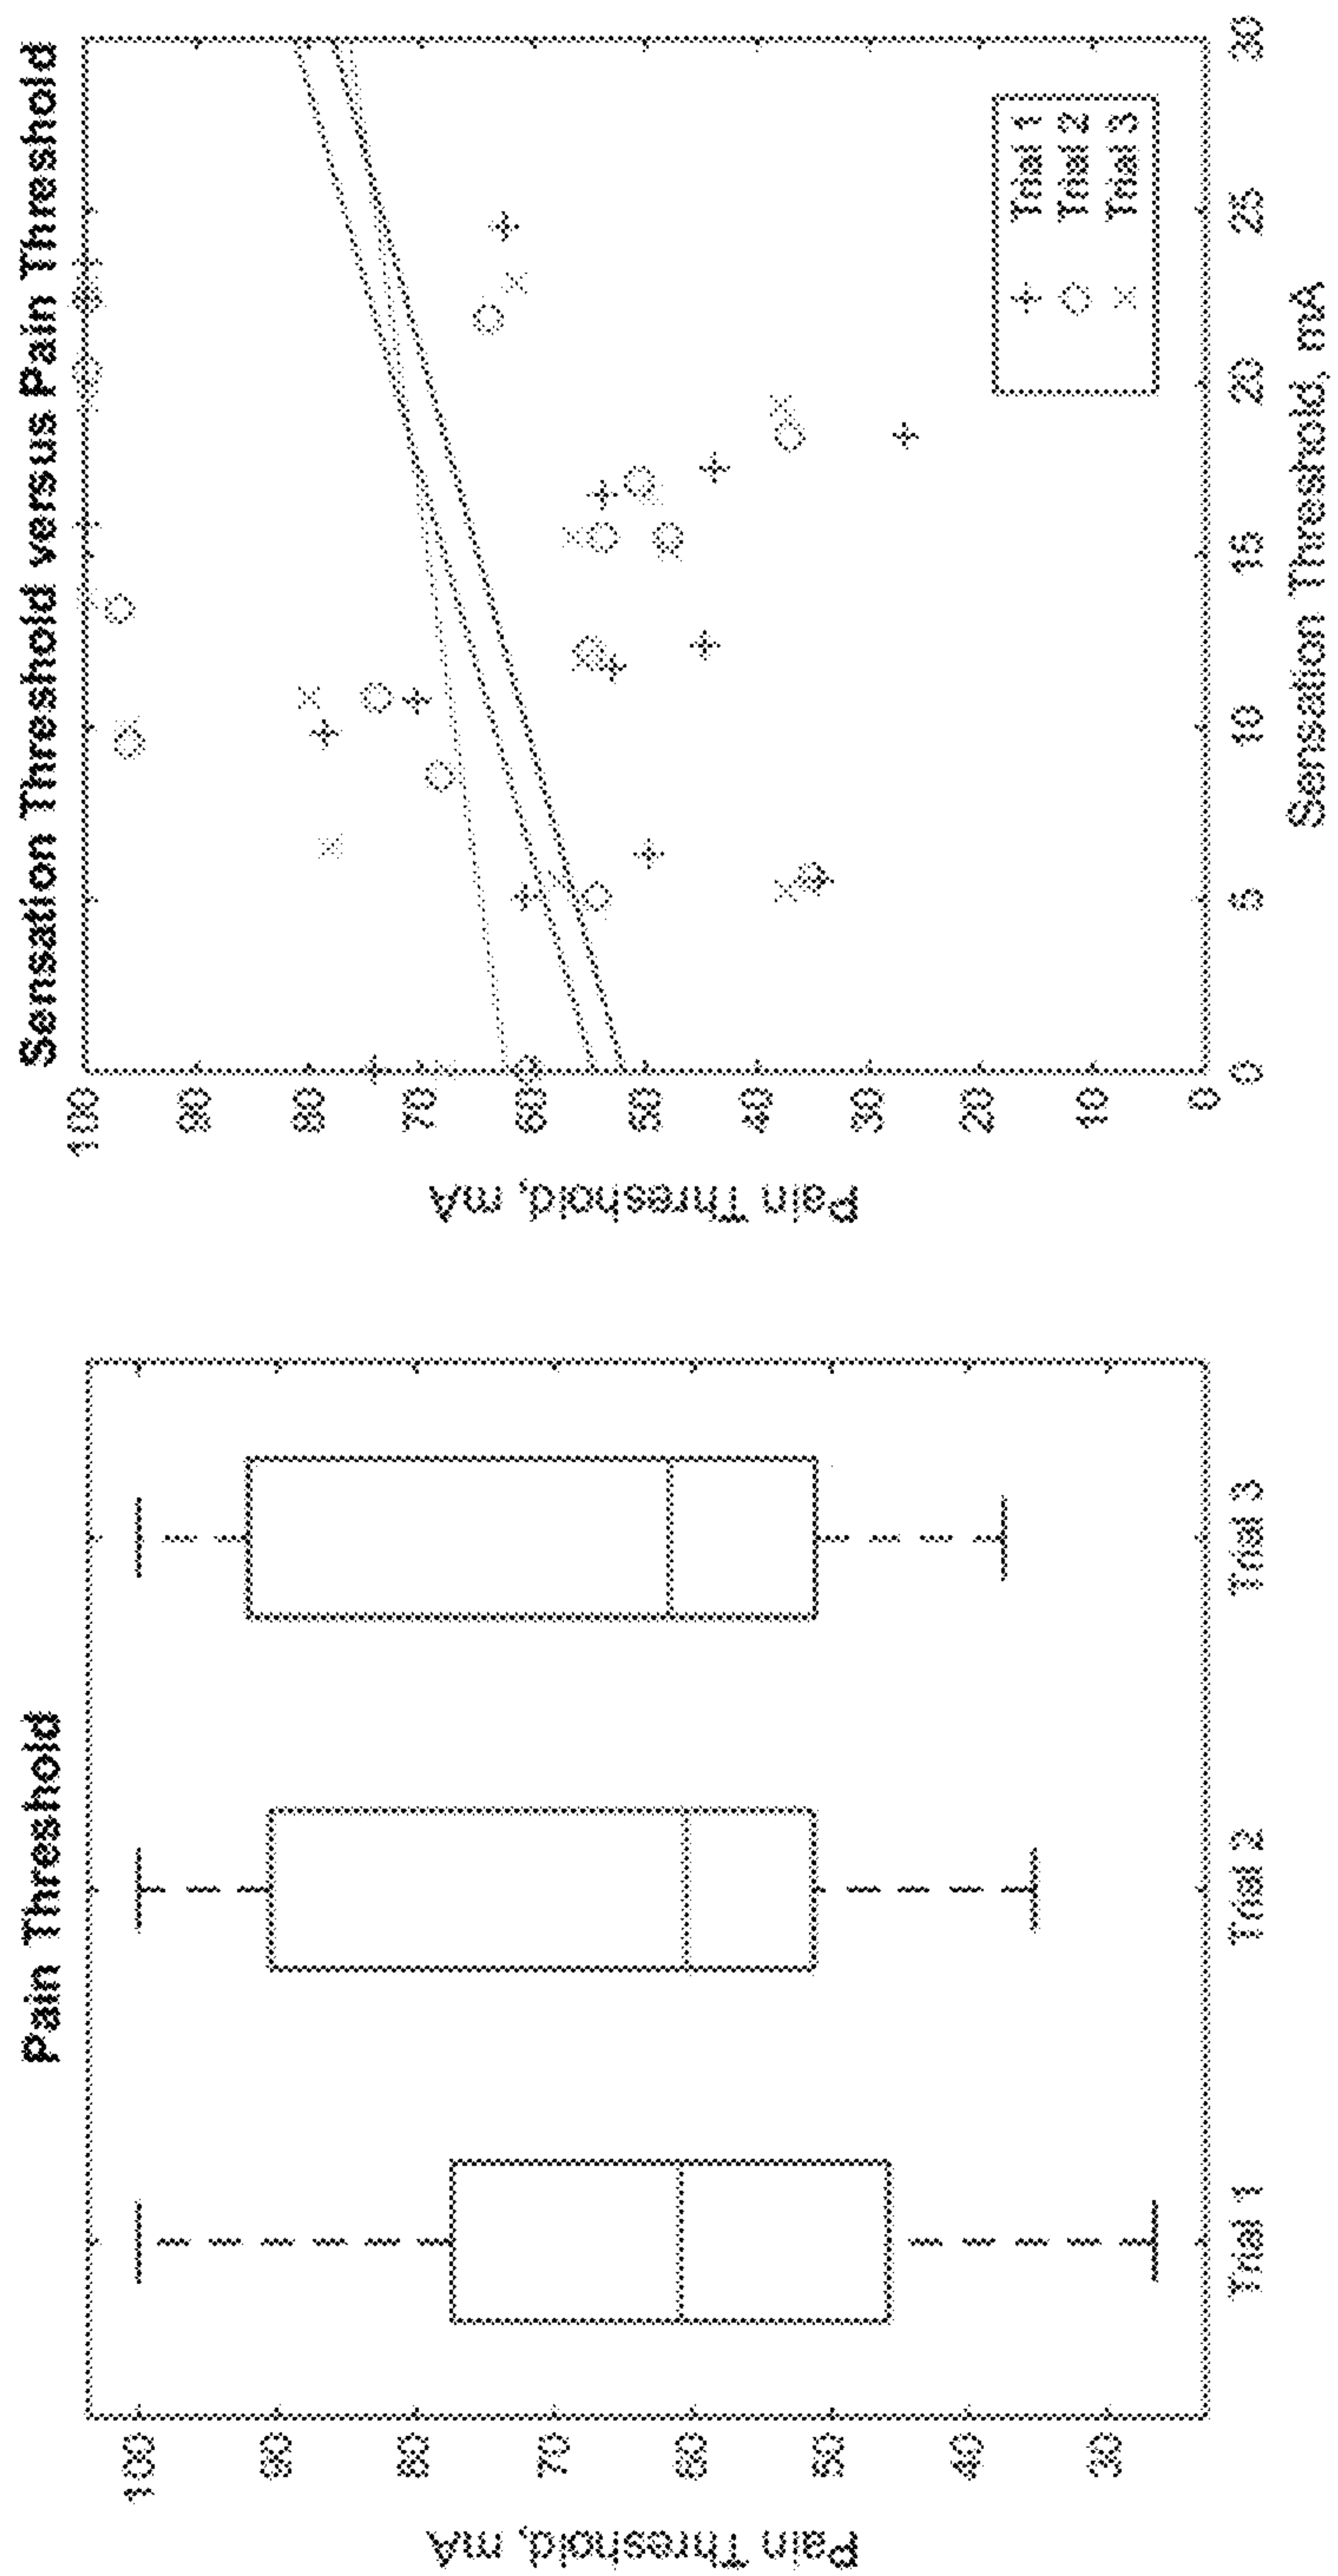 Pain Threshold
Pain Threshold, mA
100
90
80
70
60
50
40
30
Trial 1
Trial 2
Trial 3
Sensation Threshold versus Pain Threshold
Pain Threshold, mA
100
90
80
70
60
50
40
30
20
10
0
0
5
10
15
20
25
30
Sensation Threshold, mA
Trial 1
Trial 2
Trial 3